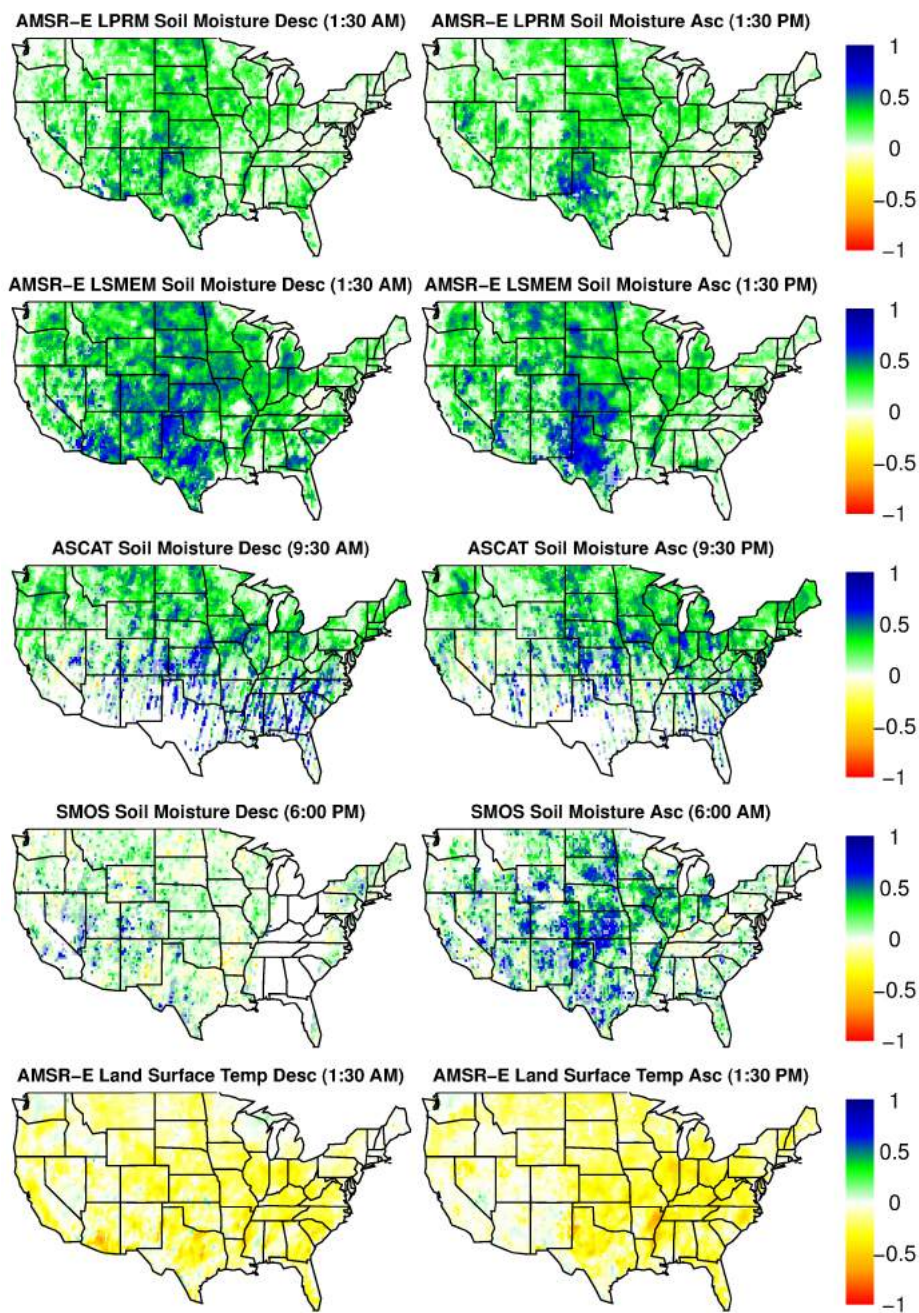 AMSR−E LPRM Soil Moisture Desc (1:30 AM)
AMSR−E LPRM Soil Moisture Asc (1:30 PM)
1
0.5
0
−0.5
−1
AMSR−E LSMEM Soil Moisture Desc (1:30 AM)
AMSR−E LSMEM Soil Moisture Asc (1:30 PM)
1
0.5
0
−0.5
−1
ASCAT Soil Moisture Desc (9:30 AM)
ASCAT Soil Moisture Asc (9:30 PM)
1
0.5
0
−0.5
−1
SMOS Soil Moisture Desc (6:00 PM)
SMOS Soil Moisture Asc (6:00 AM)
1
0.5
0
−0.5
−1
AMSR−E Land Surface Temp Desc (1:30 AM)
AMSR−E Land Surface Temp Asc (1:30 PM)
1
0.5
0
−0.5
−1